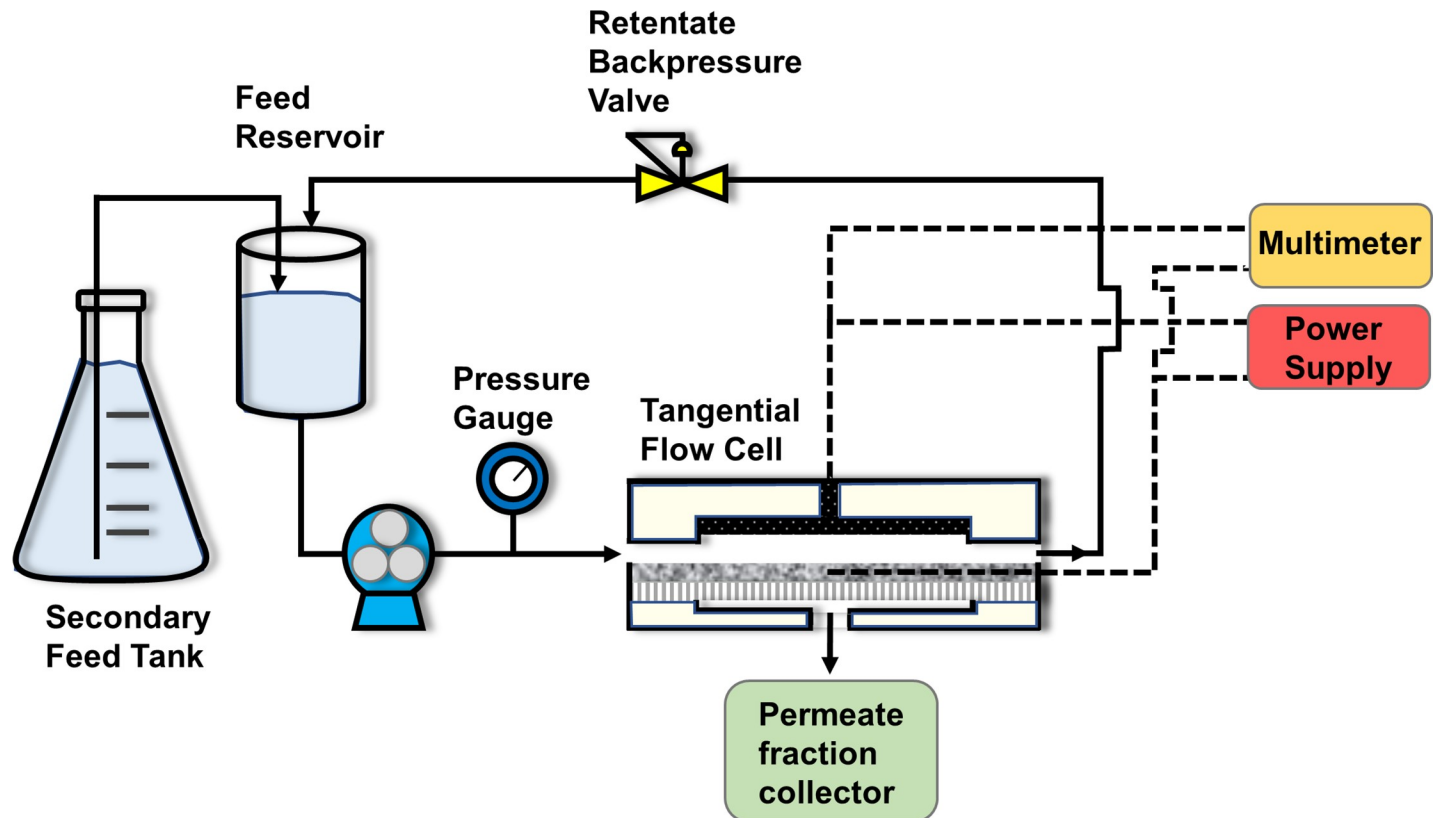 Retentate
Backpressure
Valve
Feed
Reservoir
Multimeter
Power
Supply
Pressure
Gauge
Tangential
Flow Cell
Secondary
Feed Tank
Permeate
fraction
collector